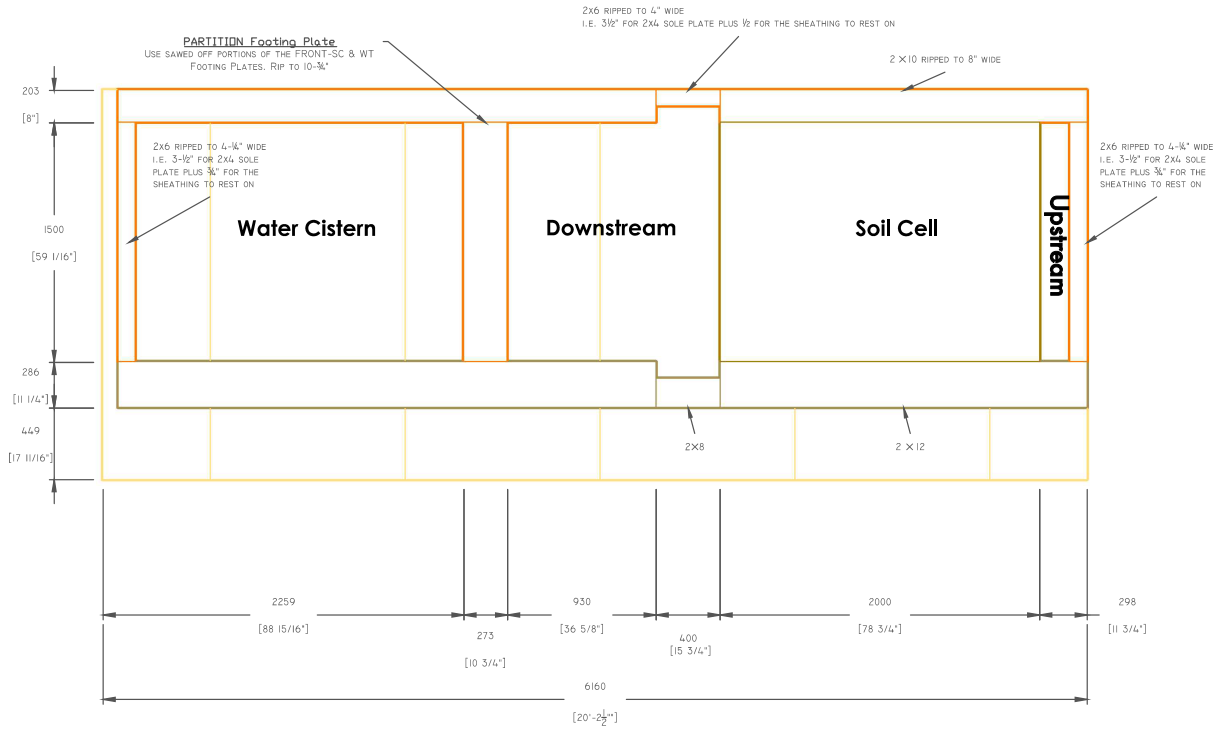 2X6 RIPPED TO 4" WIDE
I.E. 3½" FOR 2X4 SOLE PLATE PLUS ½ FOR THE SHEATHING TO REST ON
PARTITION Footing Plate
USE SAWED OFF PORTIONS OF THE FRONT-SC & WT
FOOTING PLATES. RIP TO 10-¾"
2 X10 RIPPED TO 8" WIDE
203
[8"]
2X6 RIPPED TO 4-¼" WIDE
I.E. 3-½" FOR 2X4 SOLE
PLATE PLUS ¾" FOR THE
SHEATHING TO REST ON
2X6 RIPPED TO 4-¼" WIDE
I.E. 3-½" FOR 2X4 SOLE
PLATE PLUS ¾" FOR THE
SHEATHING TO REST ON
1500
[59 1/16"]
Water Cistern
Downstream
Soil Cell
Upstream
286
[11 1/4"]
449
[17 11/16"]
2X8
2 X12
2259
[88 15/16"]
273
[10 3/4"]
930
[36 5/8"]
400
[15 3/4"]
2000
[78 3/4"]
298
[11 3/4"]
6160
[20'-2½""]